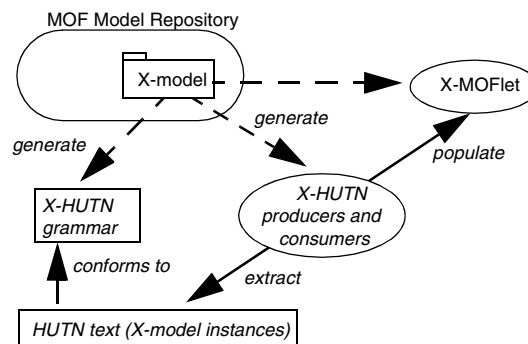 MOF Model Repository
X-model
X-MOFlet
generate
generate
populate
X-HUTN
grammar
X-HUTN
producers and
consumers
conforms to
extract
HUTN text (X-model instances)